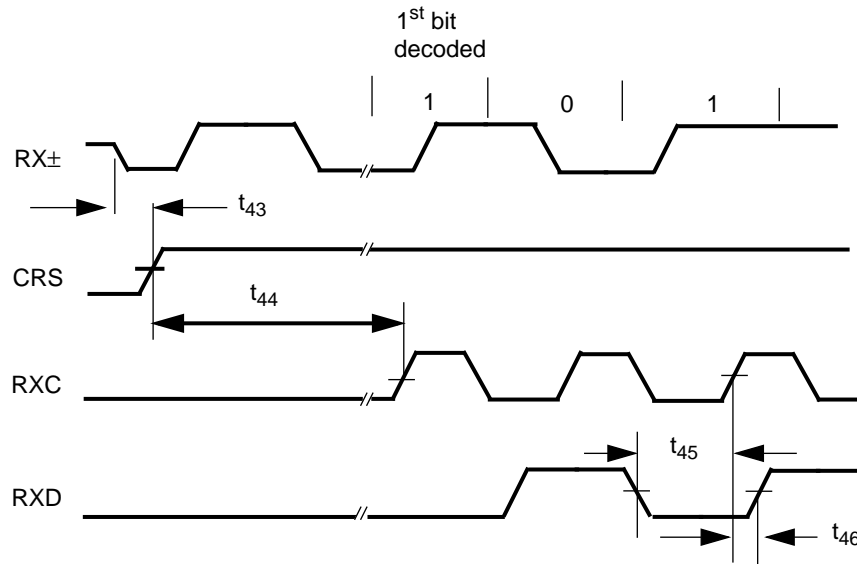 1st bit
decoded
1 0 1
RX±
t43
CRS
t44
RXC
t45
RXD
t46